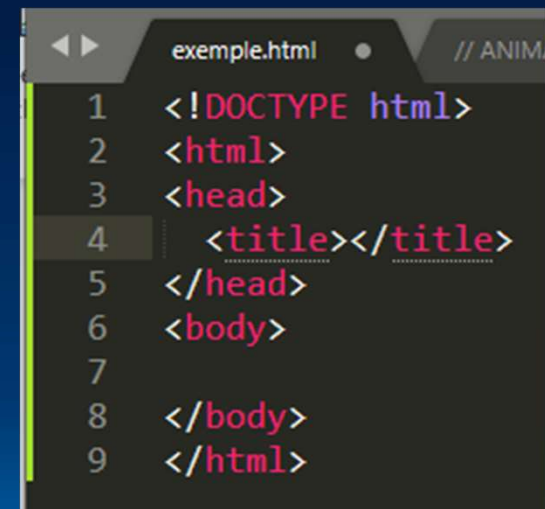 exemple.html // ANIMA
1 <!DOCTYPE html>
2 <html>
3 <head>
4 <title></title>
5 </head>
6 <body>
7
8 </body>
9 </html>